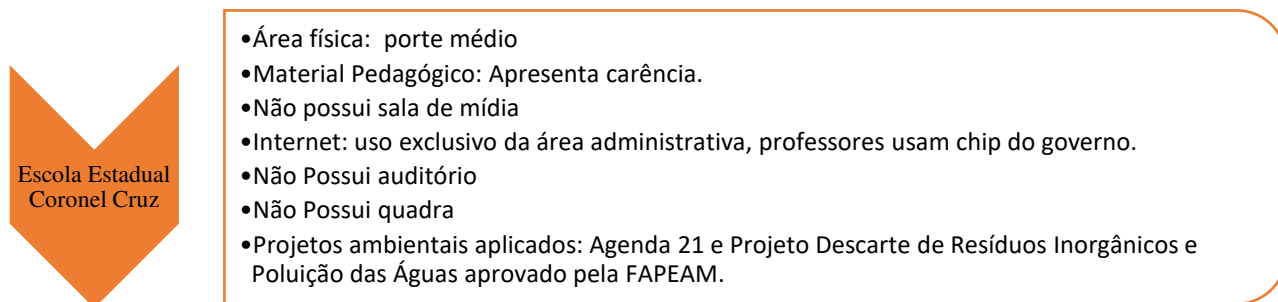 Escola Estadual
Coronel Cruz
•Área física: porte médio
•Material Pedagógico: Apresenta carência.
•Não possui sala de mídia
•Internet: uso exclusivo da área administrativa, professores usam chip do governo.
•Não Possui auditório
•Não Possui quadra
•Projetos ambientais aplicados: Agenda 21 e Projeto Descarte de Resíduos Inorgânicos e
Poluição das Águas aprovado pela FAPEAM.